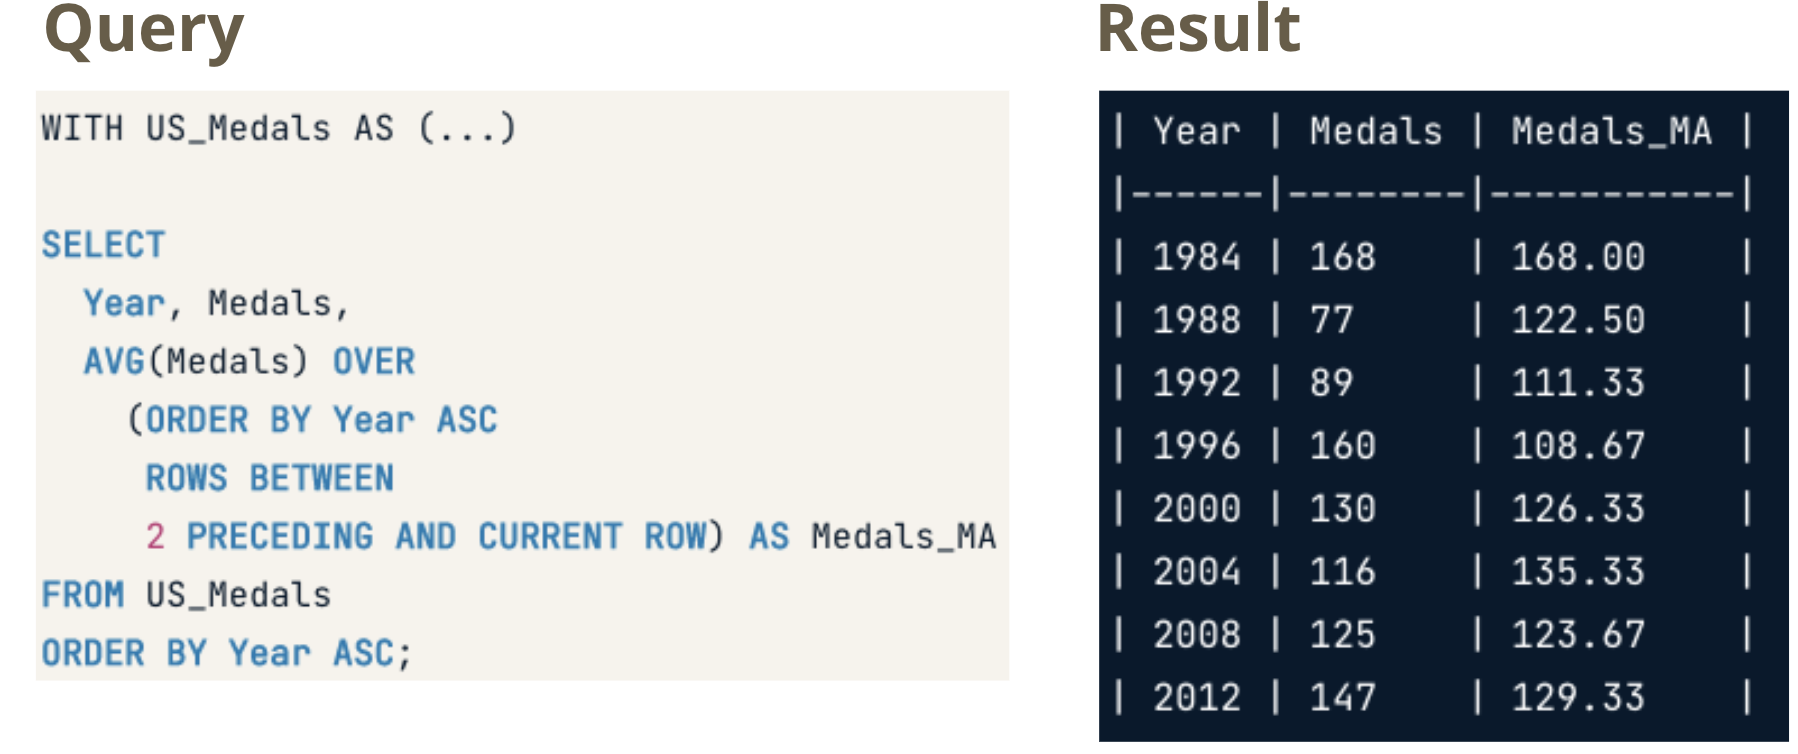 Query
WITH US_Medals AS (...)
SELECT
Year, Medals,
AVG(Medals) OVER
(ORDER BY Year ASC
ROWS BETWEEN
2 PRECEDING AND CURRENT ROW) AS Medals_MA
FROM US_Medals
ORDER BY Year ASC;
Result
| Year | Medals | Medals_MA |
|------|--------|-----------|
| 1984 | 168 | 168.00 |
| 1988 | 77 | 122.50 |
| 1992 | 89 | 111.33 |
| 1996 | 160 | 108.67 |
| 2000 | 130 | 126.33 |
| 2004 | 116 | 135.33 |
| 2008 | 125 | 123.67 |
| 2012 | 147 | 129.33 |